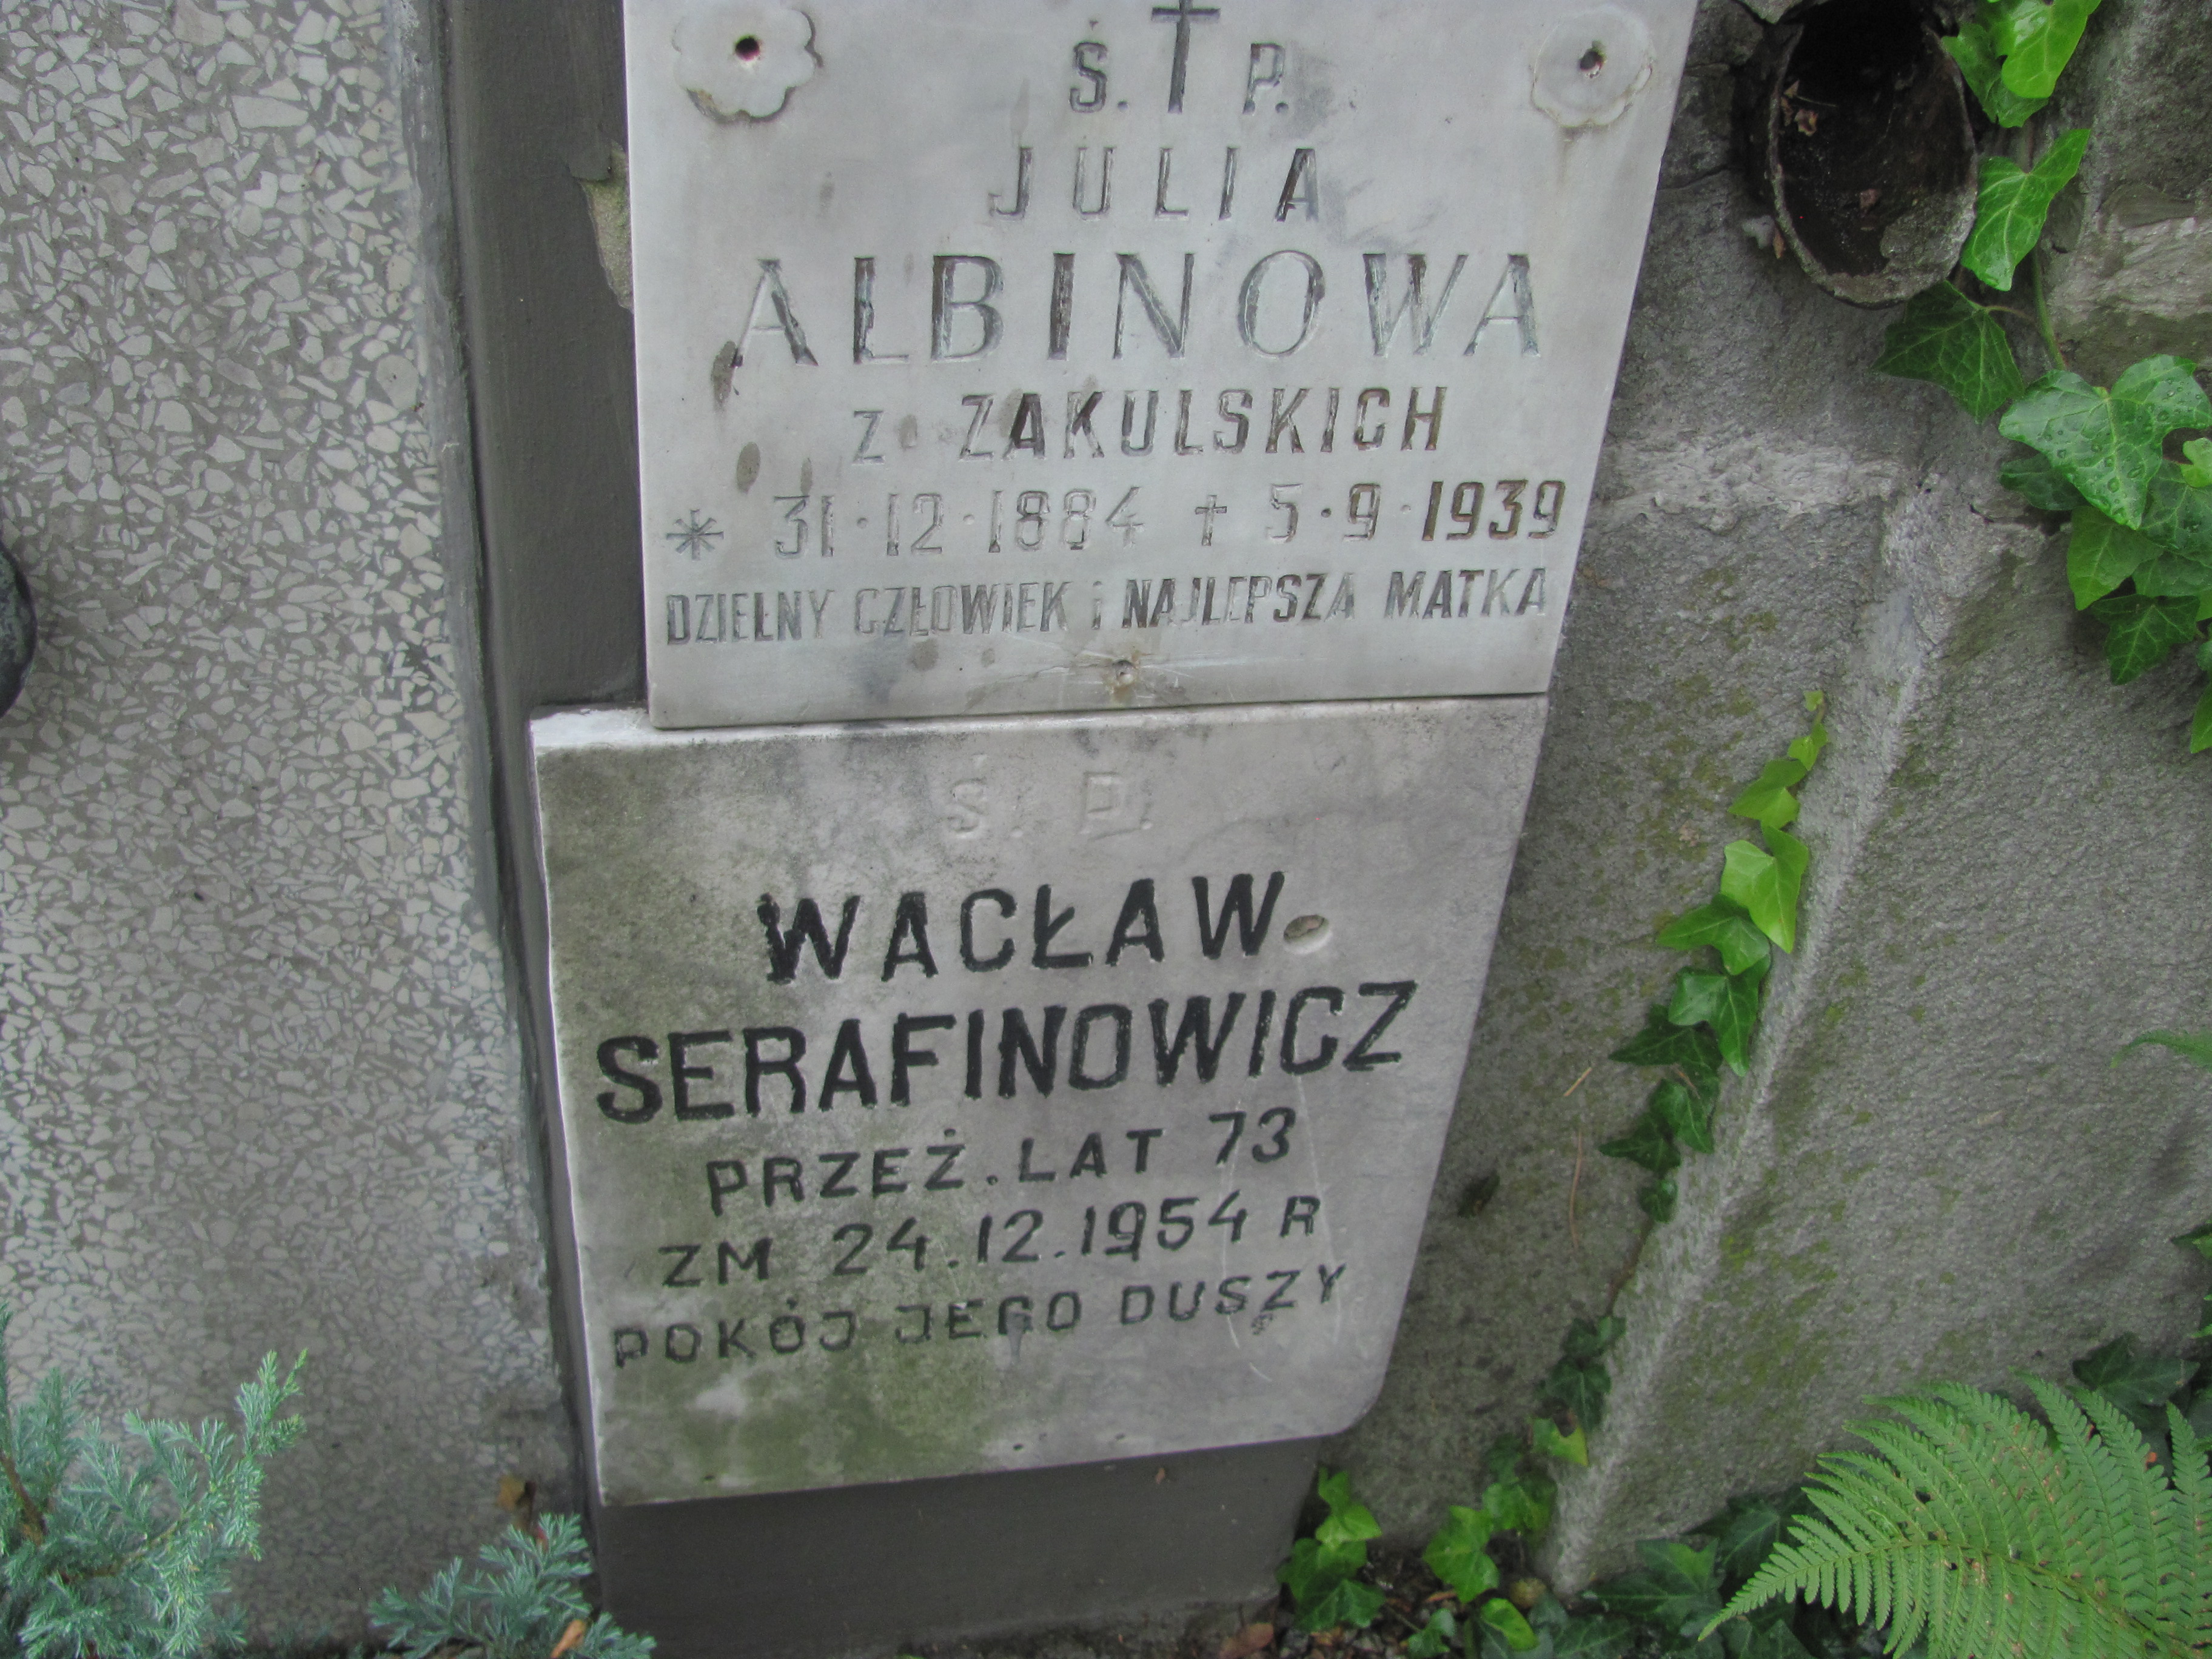 Ś. † P.
JULIA
ALBINOWA
Z ZAKULSKICH
* 31·12·1884 † 5·9·1939
DZIELNY CZŁOWIEK i NAJLEPSZA MATKA
Ś. P.
WACŁAW
SERAFINOWICZ
PRZEŻ. LAT 73
ZM 24.12.1954 R
POKÓJ JEGO DUSZY